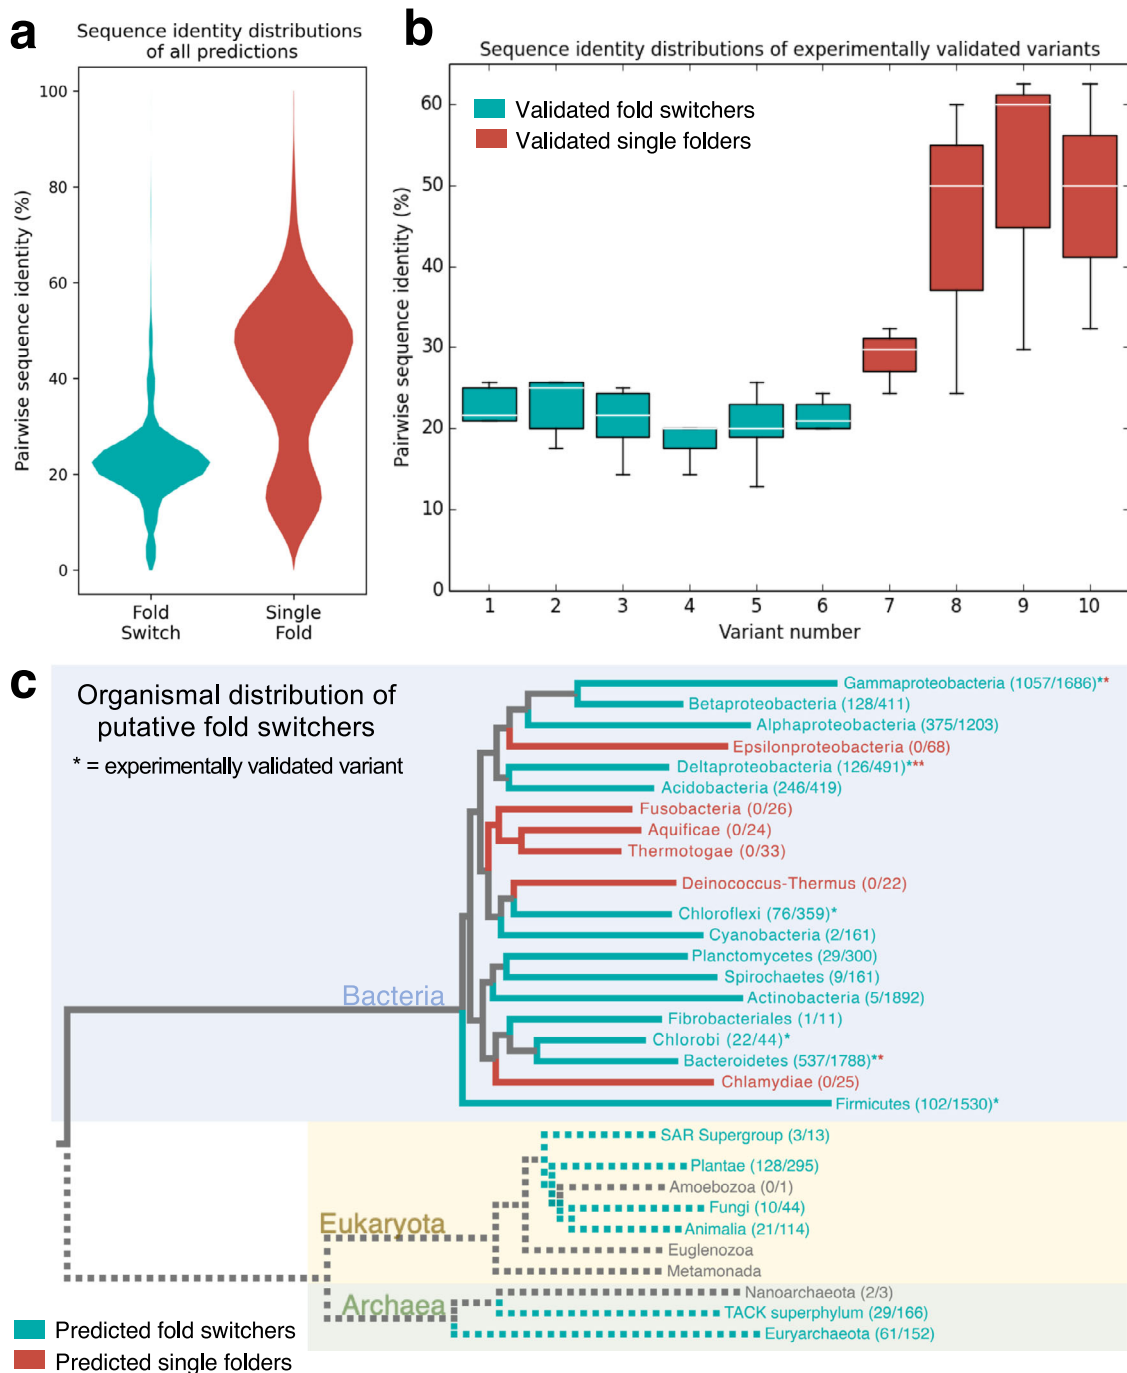 a
Sequence identity distributions
of all predictions
Pairwise sequence identity (%)
100
80
60
40
20
0
Fold
Switch
Single
Fold
b
Sequence identity distributions of experimentally validated variants
Validated fold switchers
Validated single folders
Pairwise sequence identity (%)
60
50
40
30
20
10
0
1 2 3 4 5 6 7 8 9 10
Variant number
c
Organismal distribution of
putative fold switchers
* = experimentally validated variant
Gammaproteobacteria (1057/1686)**
Betaproteobacteria (128/411)
Alphaproteobacteria (375/1203)
Epsilonproteobacteria (0/68)
Deltaproteobacteria (126/491)***
Acidobacteria (246/419)
Fusobacteria (0/26)
Aquificae (0/24)
Thermotogae (0/33)
Deinococcus-Thermus (0/22)
Chloroflexi (76/359)*
Cyanobacteria (2/161)
Planctomycetes (29/300)
Spirochaetes (9/161)
Bacteria
Actinobacteria (5/1892)
Fibrobacteriales (1/11)
Chlorobi (22/44)*
Bacteroidetes (537/1788)**
Chlamydiae (0/25)
Firmicutes (102/1530)*
SAR Supergroup (3/13)
Plantae (128/295)
Amoebozoa (0/1)
Fungi (10/44)
Eukaryota
Animalia (21/114)
Euglenozoa
Metamonada
Nanoarchaeota (2/3)
Archaea
TACK superphylum (29/166)
Euryarchaeota (61/152)
Predicted fold switchers
Predicted single folders